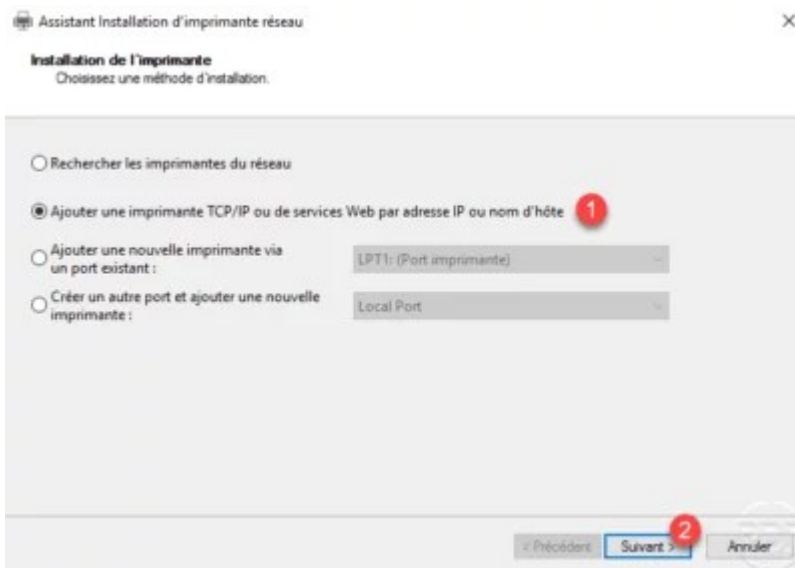 Assistant Installation d'imprimante réseau
Installation de l'imprimante
Choisissez une méthode d'installation.
Rechercher les imprimantes du réseau
Ajouter une imprimante TCP/IP ou de services Web par adresse IP ou nom d'hôte 1
Ajouter une nouvelle imprimante via
un port existant :
LPT1: (Port imprimante)
Créer un autre port et ajouter une nouvelle
imprimante :
Local Port
< Précédent Suivant > 2 Annuler